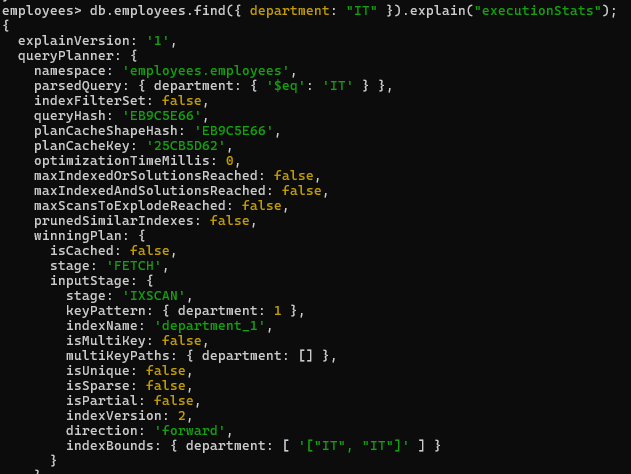 employees> db.employees.find({ department: "IT" }).explain("executionStats");
{
  explainVersion: '1',
  queryPlanner: {
    namespace: 'employees.employees',
    parsedQuery: { department: { '$eq': 'IT' } },
    indexFilterSet: false,
    queryHash: 'EB9C5E66',
    planCacheShapeHash: 'EB9C5E66',
    planCacheKey: '25CB5D62',
    optimizationTimeMillis: 0,
    maxIndexedOrSolutionsReached: false,
    maxIndexedAndSolutionsReached: false,
    maxScansToExplodeReached: false,
    prunedSimilarIndexes: false,
    winningPlan: {
      isCached: false,
      stage: 'FETCH',
      inputStage: {
        stage: 'IXSCAN',
        keyPattern: { department: 1 },
        indexName: 'department_1',
        isMultiKey: false,
        multiKeyPaths: { department: [] },
        isUnique: false,
        isSparse: false,
        isPartial: false,
        indexVersion: 2,
        direction: 'forward',
        indexBounds: { department: [ '["IT", "IT"]' ] }
      }